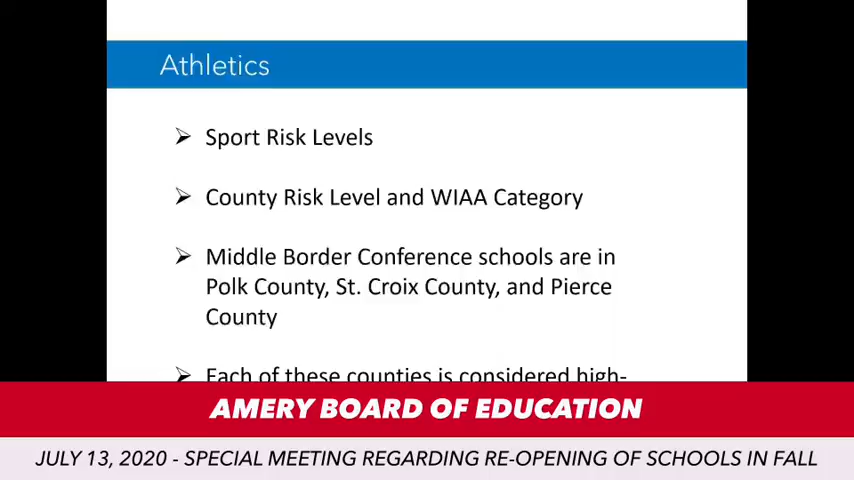 Athletics
➢ Sport Risk Levels
➢ County Risk Level and WIAA Category
➢ Middle Border Conference schools are in
Polk County, St. Croix County, and Pierce
County
➢ Each of these counties is considered high-
AMERY BOARD OF EDUCATION
JULY 13, 2020 - SPECIAL MEETING REGARDING RE-OPENING OF SCHOOLS IN FALL